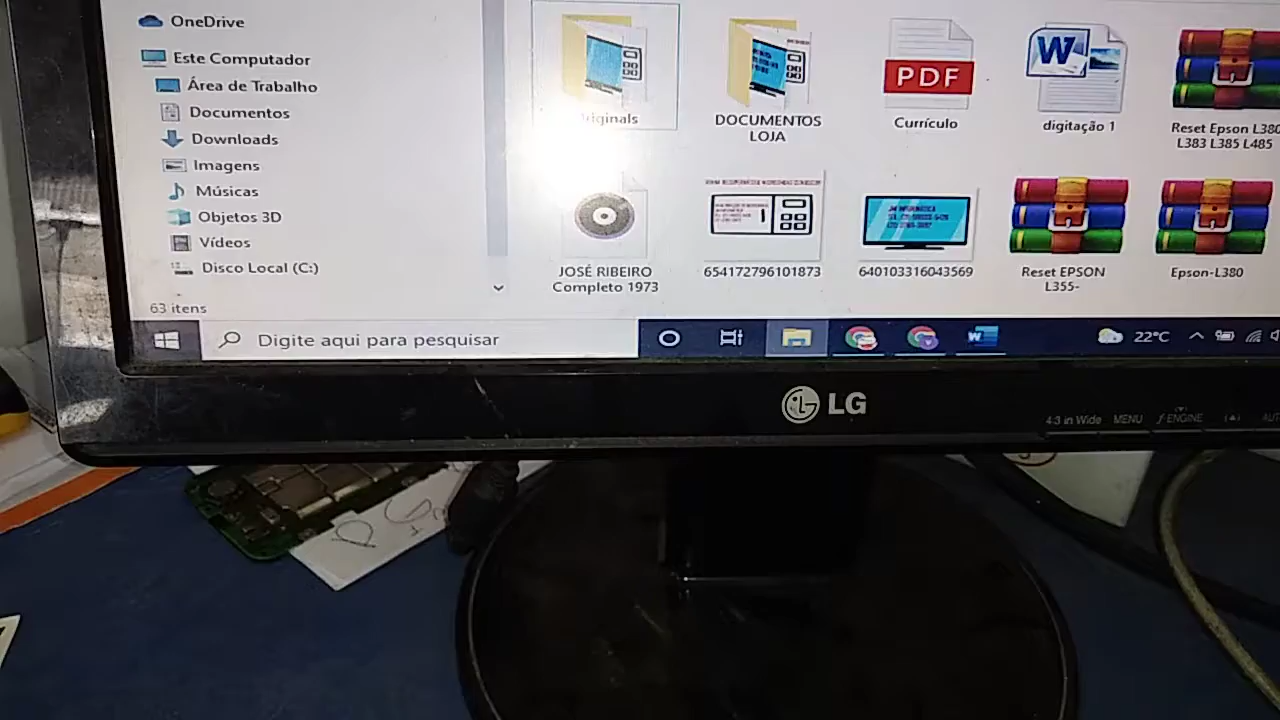 OneDrive
Este Computador
Área de Trabalho
Documentos
Downloads
Imagens
Músicas
Objetos 3D
Vídeos
Disco Local (C:)
63 itens
riginals
DOCUMENTOS
LOJA
PDF
Currículo
W
digitação 1
Reset Epson L380
L383 L385 L485
JOSÉ RIBEIRO
Completo 1973
654172796101873
640103316043569
Reset EPSON
L355-
Epson-L380
Digite aqui para pesquisar
22°C
LG
4:3 in Wide MENU ƒ-ENGINE